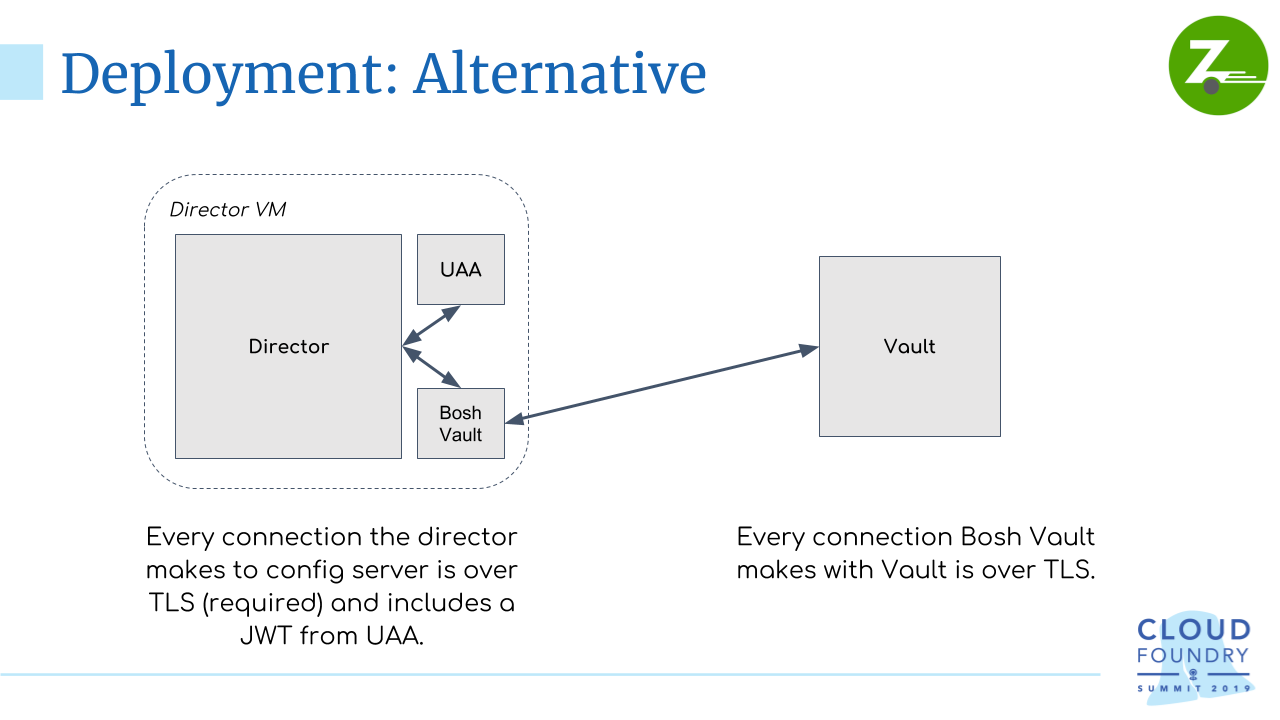 Deployment: Alternative
Z
Director VM
UAA
Director
Bosh
Vault
Vault
Every connection the director
makes to config server is over
TLS (required) and includes a
JWT from UAA.
Every connection Bosh Vault
makes with Vault is over TLS.
CLOUD
FOUNDRY
SUMMIT 2019